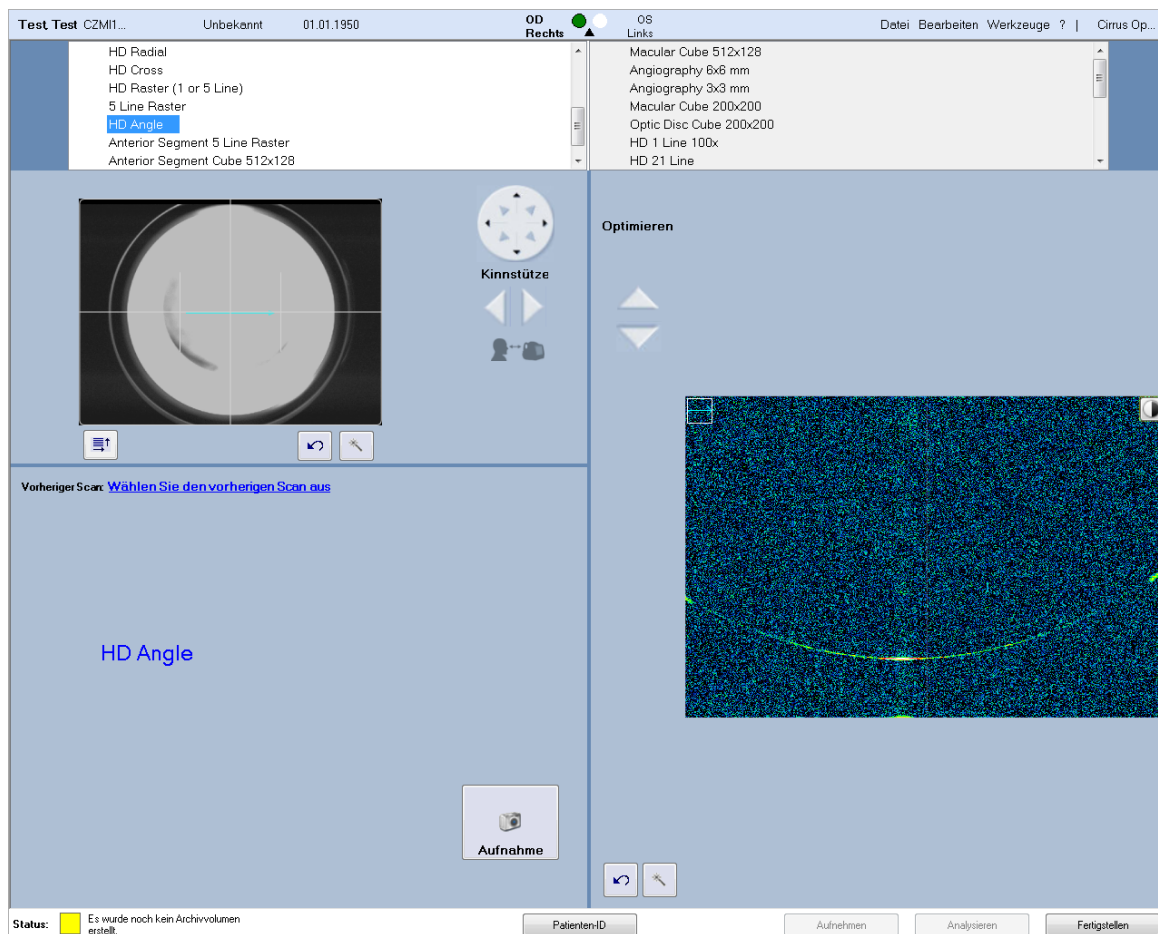 Test, Test CZMI1... Unbekannt 01.01.1950 OD Rechts OS Links Datei Bearbeiten Werkzeuge ? | Cirrus Op...
HD Radial
HD Cross
HD Raster (1 or 5 Line)
5 Line Raster
HD Angle
Anterior Segment 5 Line Raster
Anterior Segment Cube 512x128
Macular Cube 512x128
Angiography 6x6 mm
Angiography 3x3 mm
Macular Cube 200x200
Optic Disc Cube 200x200
HD 1 Line 100x
HD 21 Line
Kinnstütze
Optimieren
Vorheriger Scan: Wählen Sie den vorherigen Scan aus
HD Angle
Aufnahme
Status: Es wurde noch kein Archivvolumen
erstellt.
Patienten-ID Aufnehmen Analysieren Fertigstellen